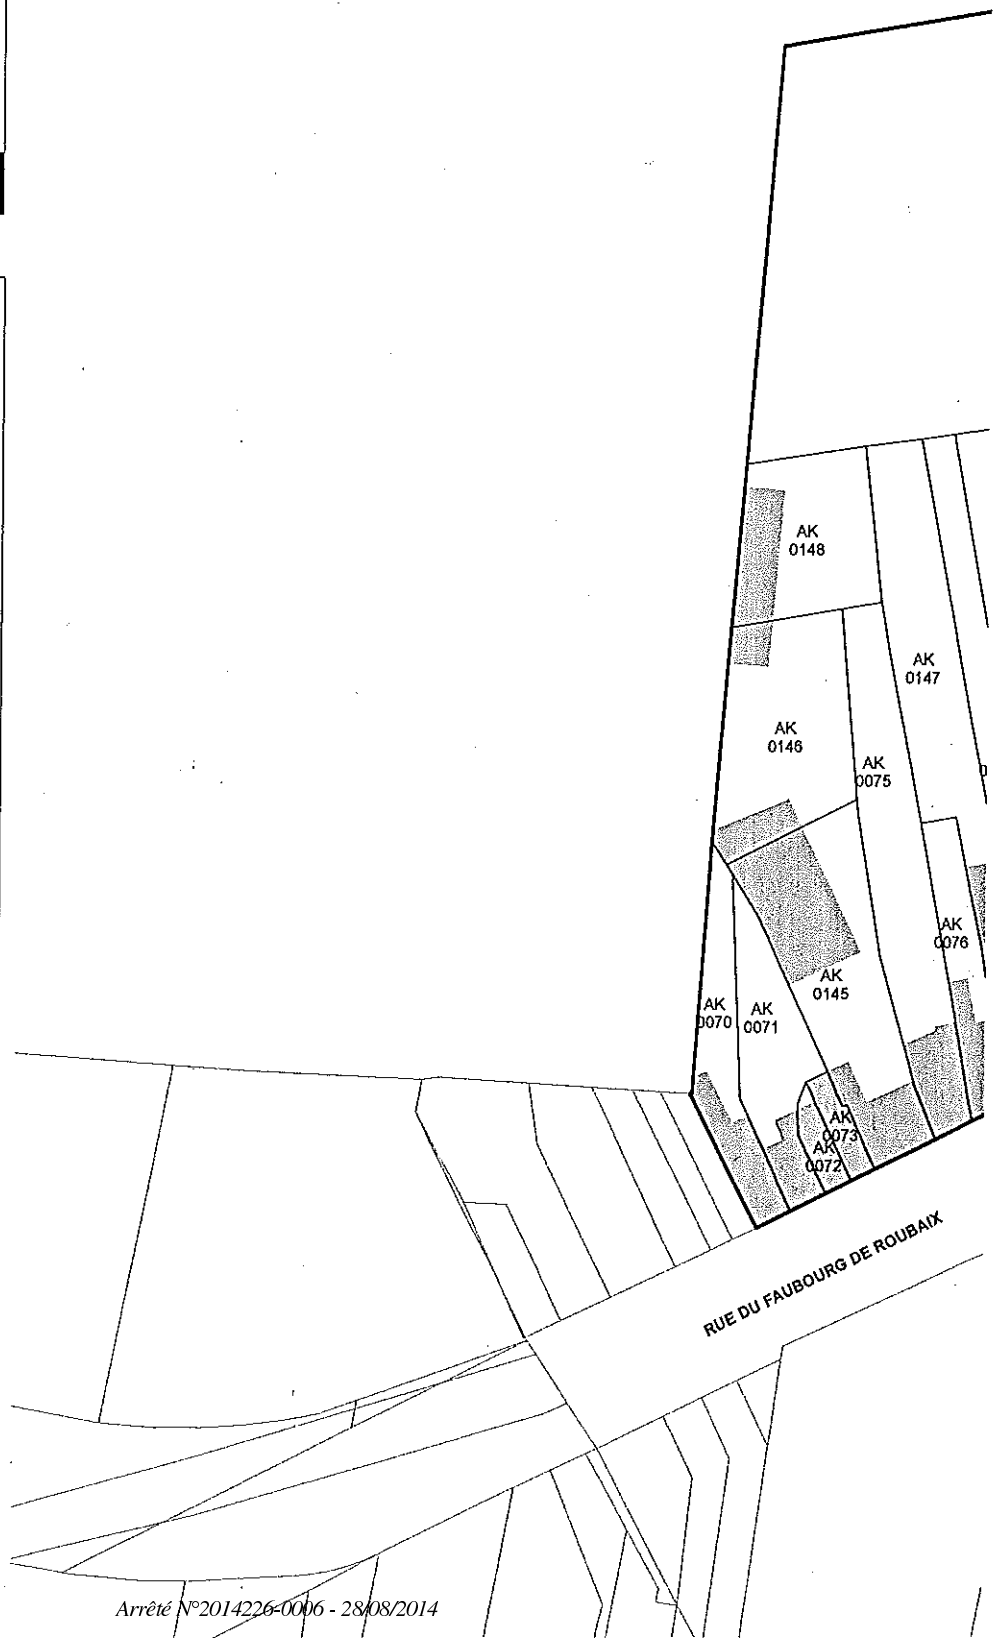 AK
0148
AK
0147
AK
0146
AK
0075
AK
0076
AK
0145
AK
0070
AK
0071
AK
0073
AK
0072
RUE DU FAUBOURG DE ROUBAIX
Arrêté N°2014226-0006 - 28/08/2014